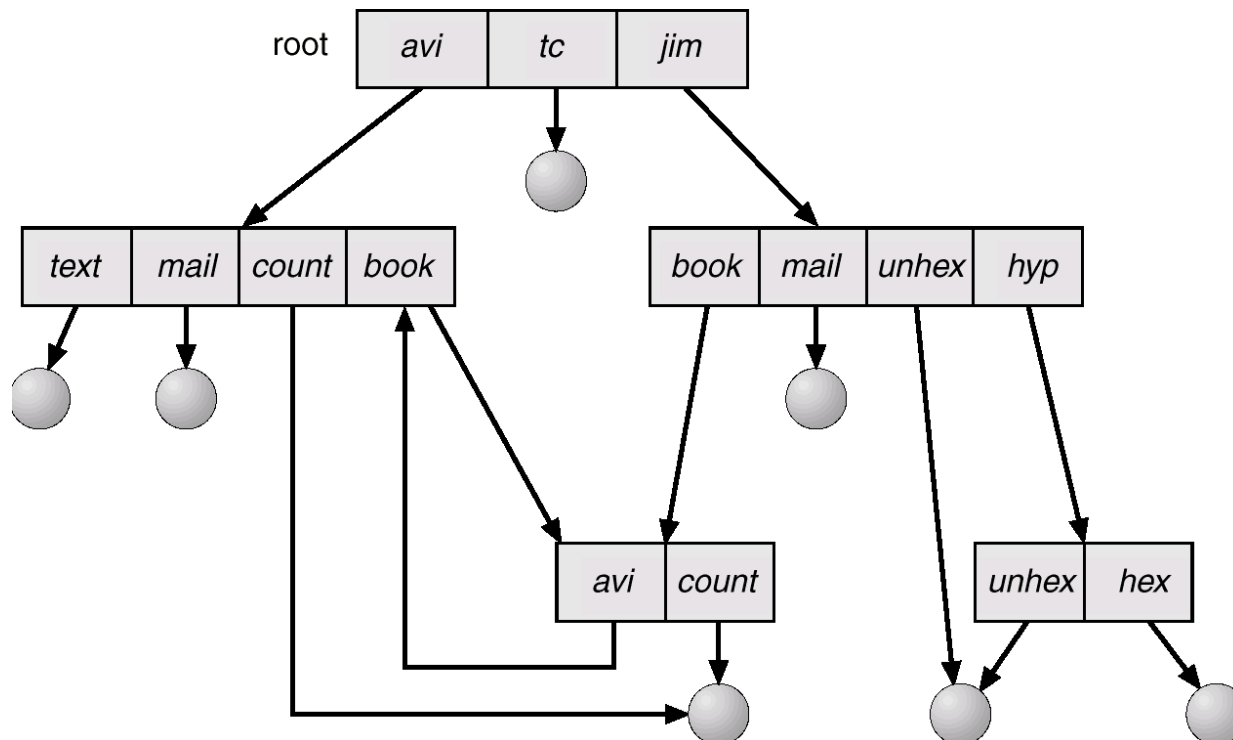 root avi tc jim
text mail count book
book mail unhex hyp
avi count
unhex hex